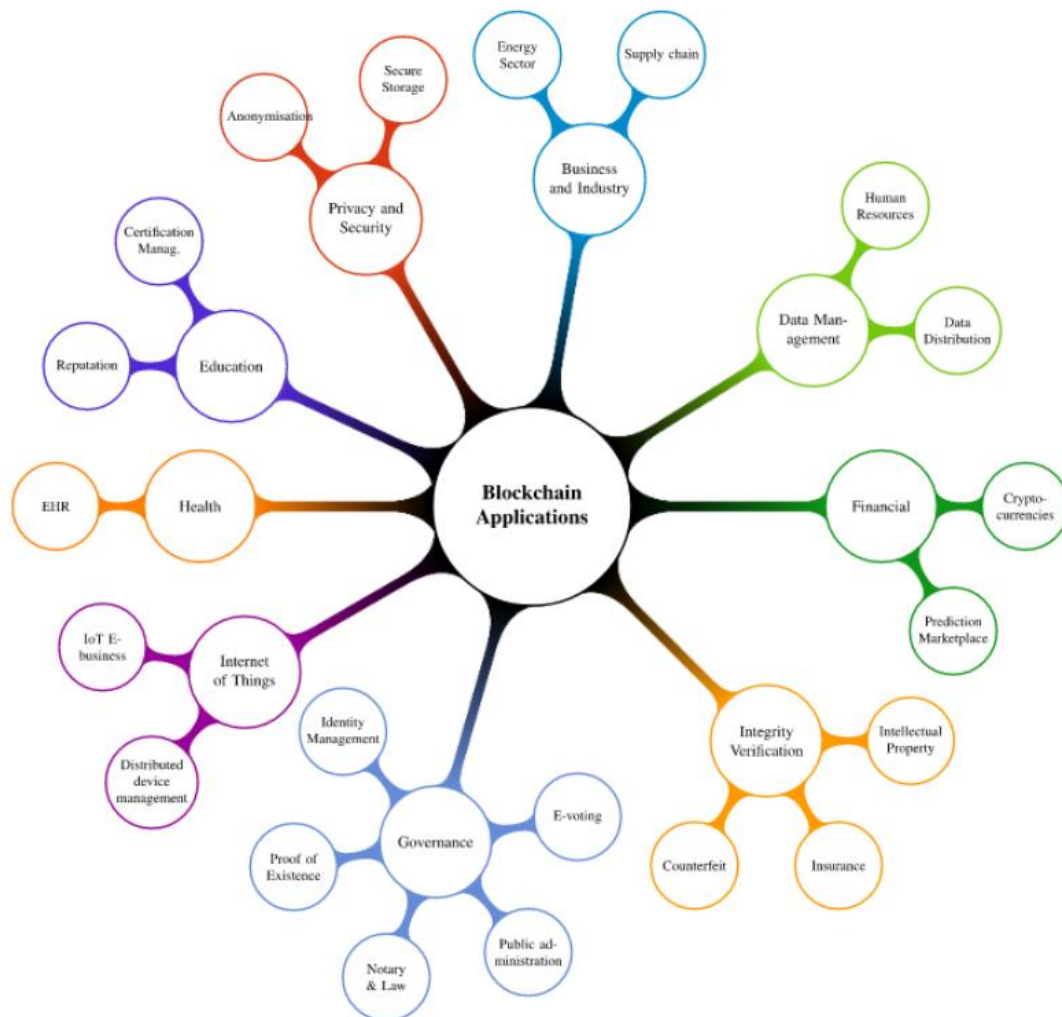 Blockchain
Applications
Business
and Industry
Energy
Sector
Supply chain
Data Man-
agement
Human
Resources
Data
Distribution
Financial
Crypto-
currencies
Prediction
Marketplace
Integrity
Verification
Intellectual
Property
Insurance
Counterfeit
Governance
E-voting
Public ad-
ministration
Notary
& Law
Proof of
Existence
Identity
Management
Internet
of Things
Distributed
device
management
IoT E-
business
Health
EHR
Education
Reputation
Certification
Manag.
Privacy and
Security
Anonymisation
Secure
Storage